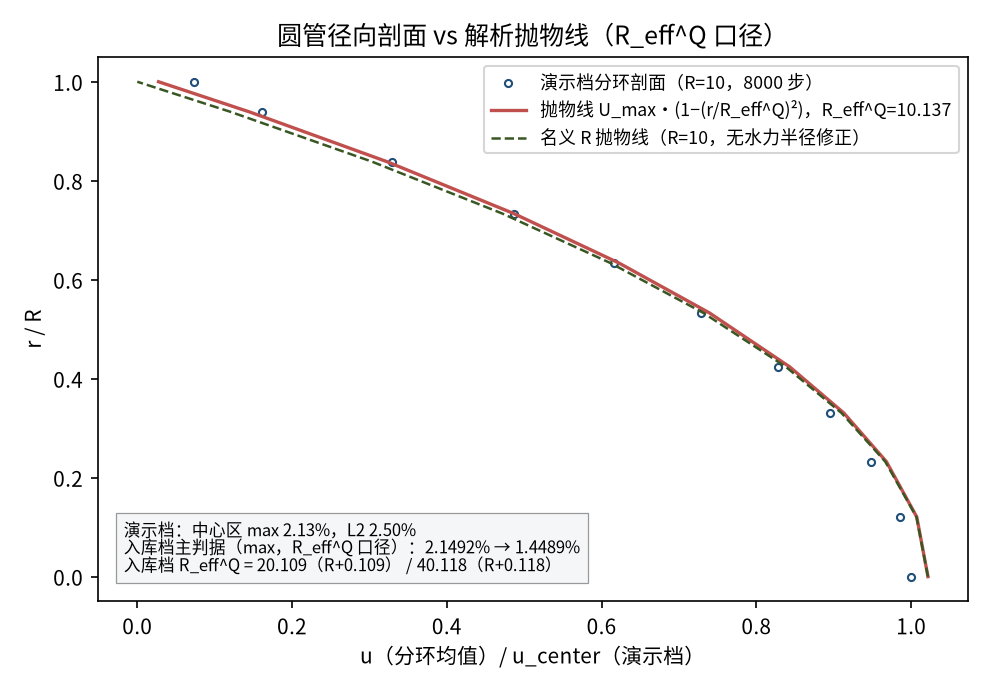 圆管径向剖面 vs 解析抛物线（R_eff^Q 口径）
演示档分环剖面（R=10，8000 步）
抛物线 U_max·(1−(r/R_eff^Q)²)，R_eff^Q=10.137
名义 R 抛物线（R=10，无水力半径修正）
1.0
0.8
0.6
0.4
0.2
0.0
r / R
演示档：中心区 max 2.13%，L2 2.50%
入库档主判据（max，R_eff^Q 口径）：2.1492% → 1.4489%
入库档 R_eff^Q = 20.109（R+0.109） / 40.118（R+0.118）
0.0 0.2 0.4 0.6 0.8 1.0
u（分环均值）/ u_center（演示档）